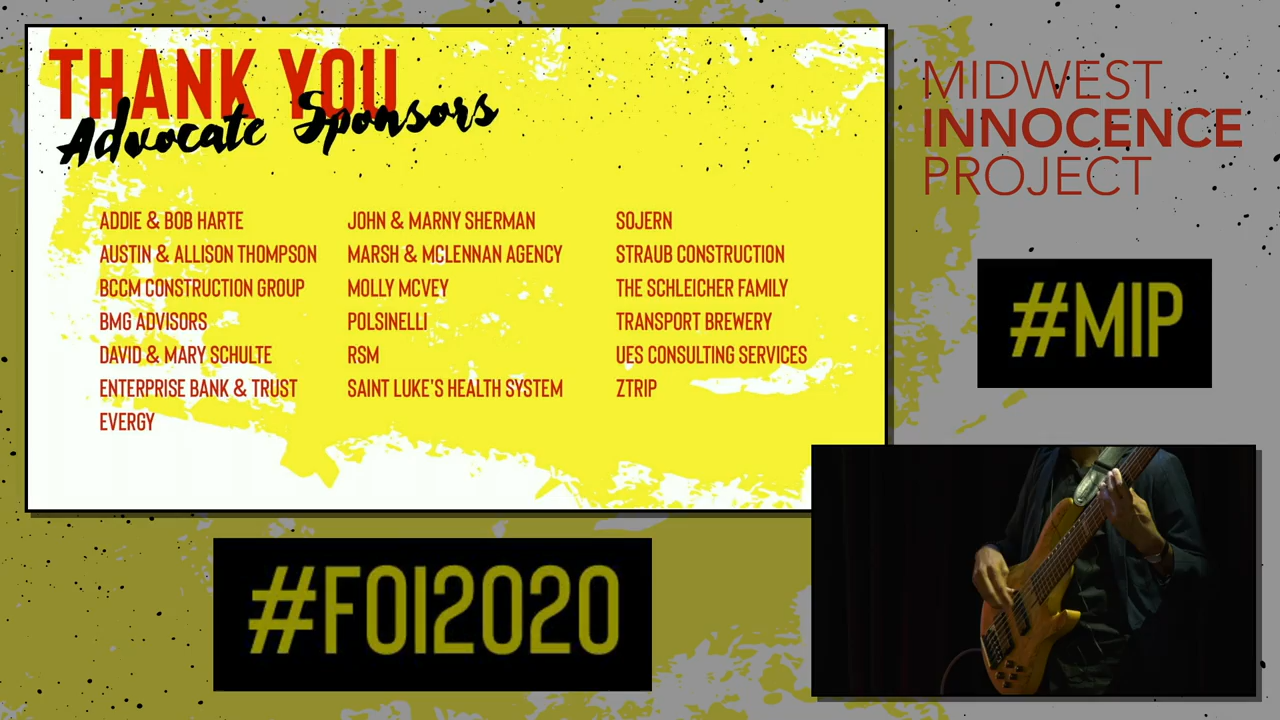 THANK YOU
Advocate Sponsors
ADDIE & BOB HARTE
AUSTIN & ALLISON THOMPSON
BCCM CONSTRUCTION GROUP
BMG ADVISORS
DAVID & MARY SCHULTE
ENTERPRISE BANK & TRUST
EVERGY
JOHN & MARNY SHERMAN
MARSH & MCLENNAN AGENCY
MOLLY MCVEY
POLSINELLI
RSM
SAINT LUKE'S HEALTH SYSTEM
SOJERN
STRAUB CONSTRUCTION
THE SCHLEICHER FAMILY
TRANSPORT BREWERY
UES CONSULTING SERVICES
ZTRIP
MIDWEST
INNOCENCE
PROJECT
#MIP
#FOI2020